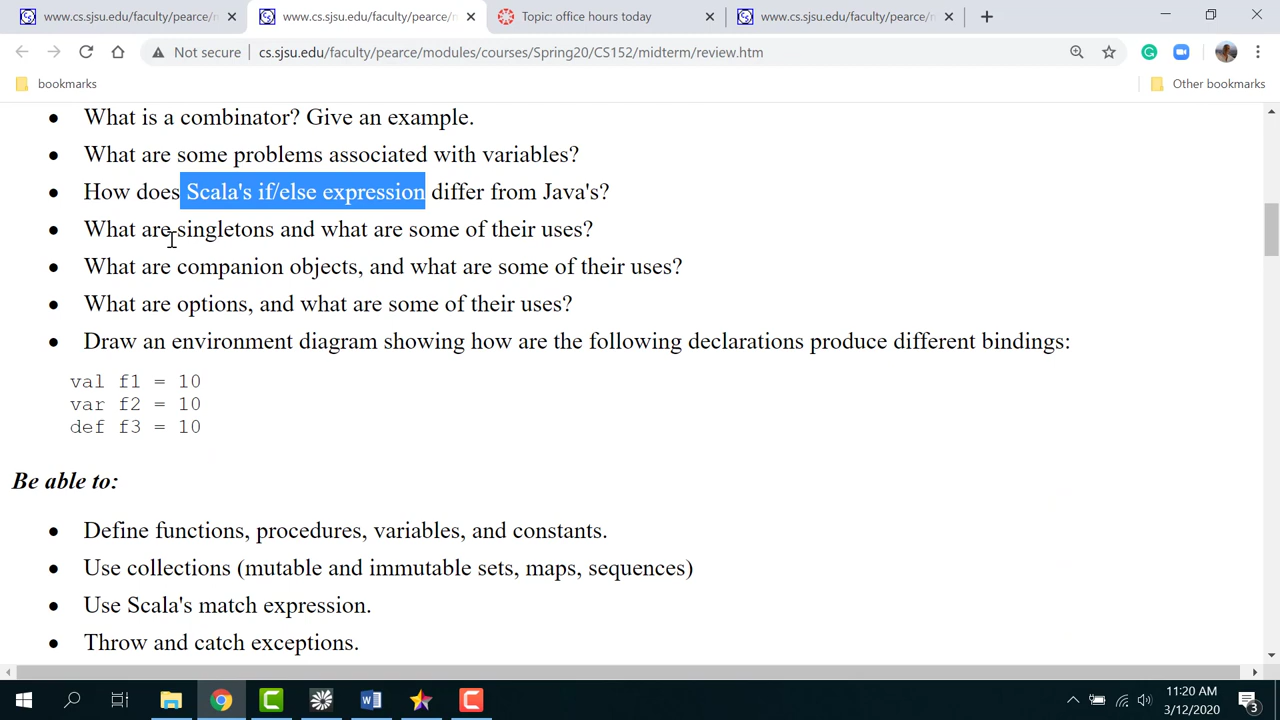 www.cs.sjsu.edu/faculty/pearce/m
www.cs.sjsu.edu/faculty/pearce/m
Topic: office hours today
www.cs.sjsu.edu/faculty/pearce/m
Not secure
cs.sjsu.edu/faculty/pearce/modules/courses/Spring20/CS152/midterm/review.htm
bookmarks
Other bookmarks
• What is a combinator? Give an example.
• What are some problems associated with variables?
• How does Scala's if/else expression differ from Java's?
• What are singletons and what are some of their uses?
• What are companion objects, and what are some of their uses?
• What are options, and what are some of their uses?
• Draw an environment diagram showing how are the following declarations produce different bindings:
val f1 = 10
var f2 = 10
def f3 = 10
Be able to:
• Define functions, procedures, variables, and constants.
• Use collections (mutable and immutable sets, maps, sequences)
• Use Scala's match expression.
• Throw and catch exceptions.
11:20 AM
3/12/2020
3